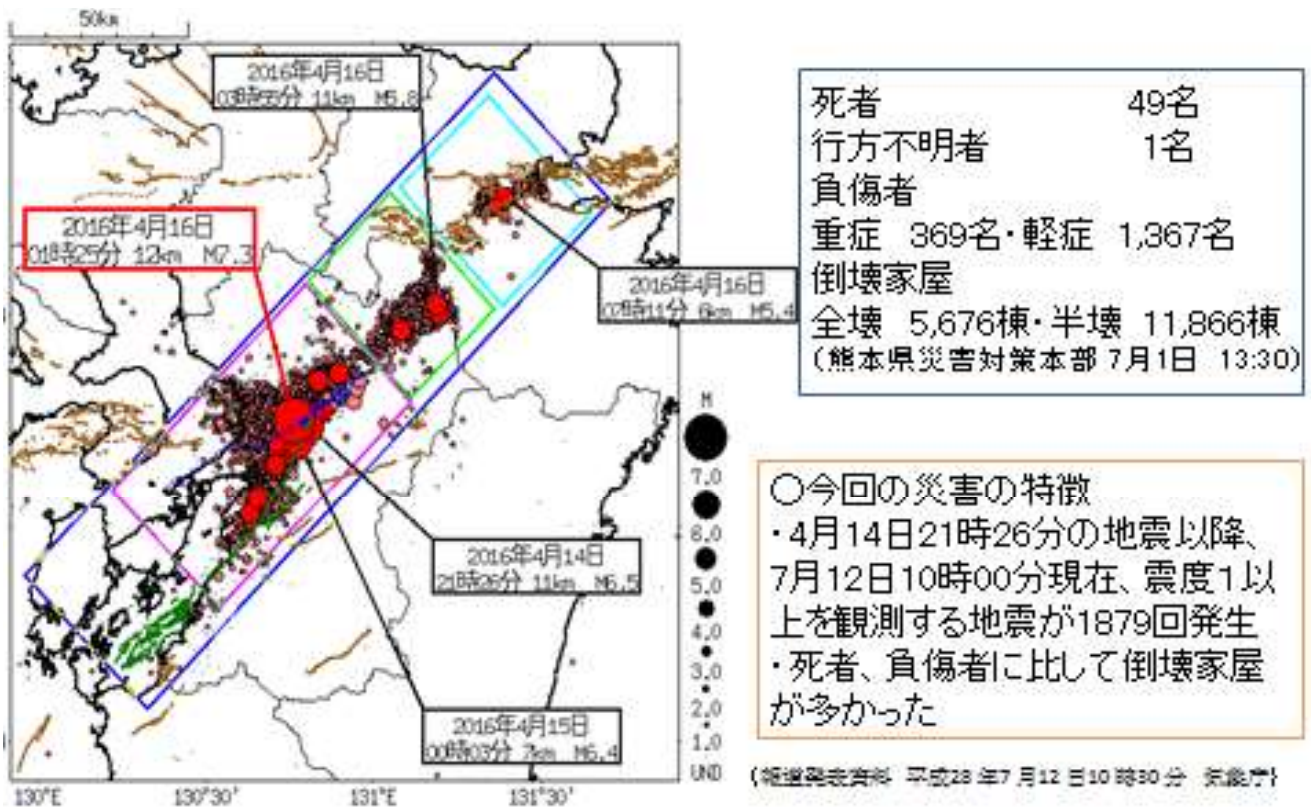 50km
2016年4月16日
03時55分 11km M5.8
2016年4月16日
01時25分 12km M7.3
2016年4月16日
07時11分 6km M5.4
2016年4月14日
21時26分 11km M6.5
2016年4月15日
00時03分 7km M6.4
M
7.0
6.0
5.0
4.0
3.0
2.0
1.0
UND
130°E
130°30′
131°E
131°30′
死者 49名
行方不明者 1名
負傷者
重症 369名・軽症 1,367名
倒壊家屋
全壊 5,676棟・半壊 11,866棟
(熊本県災害対策本部 7月1日 13:30)
〇今回の災害の特徴
・4月14日21時26分の地震以降、
7月12日10時00分現在、震度1以
上を観測する地震が1879回発生
・死者、負傷者に比して倒壊家屋
が多かった
(報道発表資料 平成28年7月12日10時30分 気象庁)